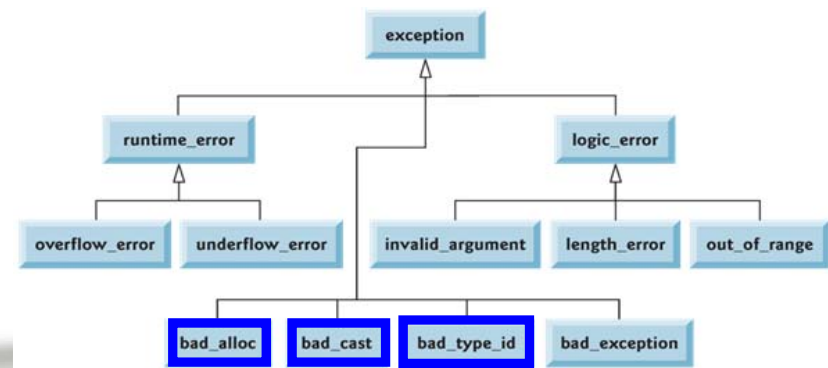 exception
runtime_error
logic_error
overflow_error
underflow_error
invalid_argument
length_error
out_of_range
bad_alloc
bad_cast
bad_type_id
bad_exception